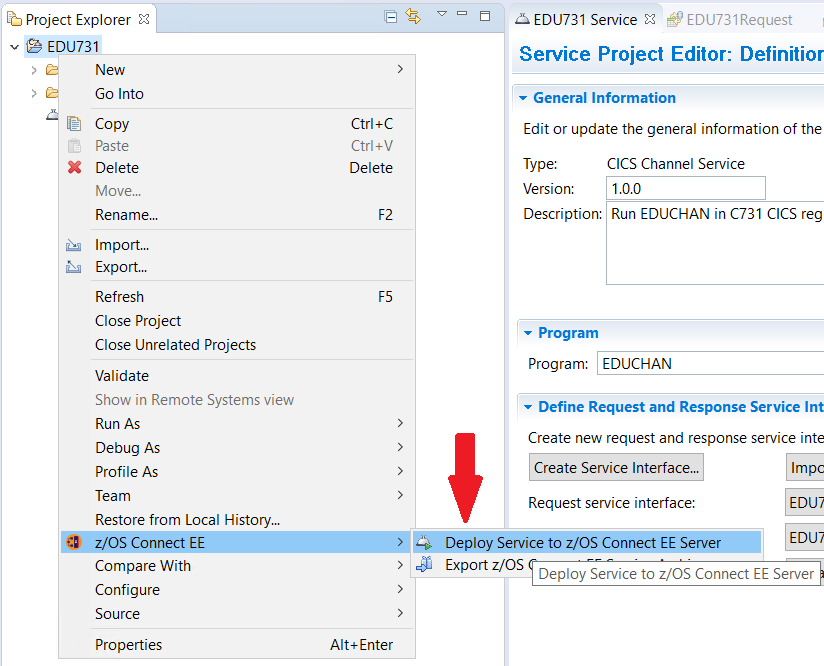 Project Explorer
EDU731
New
Go Into
Copy Ctrl+C
Paste Ctrl+V
Delete Delete
Move...
Rename... F2
Import...
Export...
Refresh F5
Close Project
Close Unrelated Projects
Validate
Show in Remote Systems view
Run As
Debug As
Profile As
Team
Restore from Local History...
z/OS Connect EE
Compare With
Configure
Source
Properties Alt+Enter
Deploy Service to z/OS Connect EE Server
Export z/OS
Deploy Service to z/OS Connect EE Server
EDU731 Service EDU731Request
Service Project Editor: Definition
General Information
Edit or update the general information of the
Type: CICS Channel Service
Version: 1.0.0
Description: Run EDUCHAN in C731 CICS reg
Program
Program: EDUCHAN
Define Request and Response Service Int
Create new request and response service inte
Create Service Interface... Impo
Request service interface: EDU7
EDU7